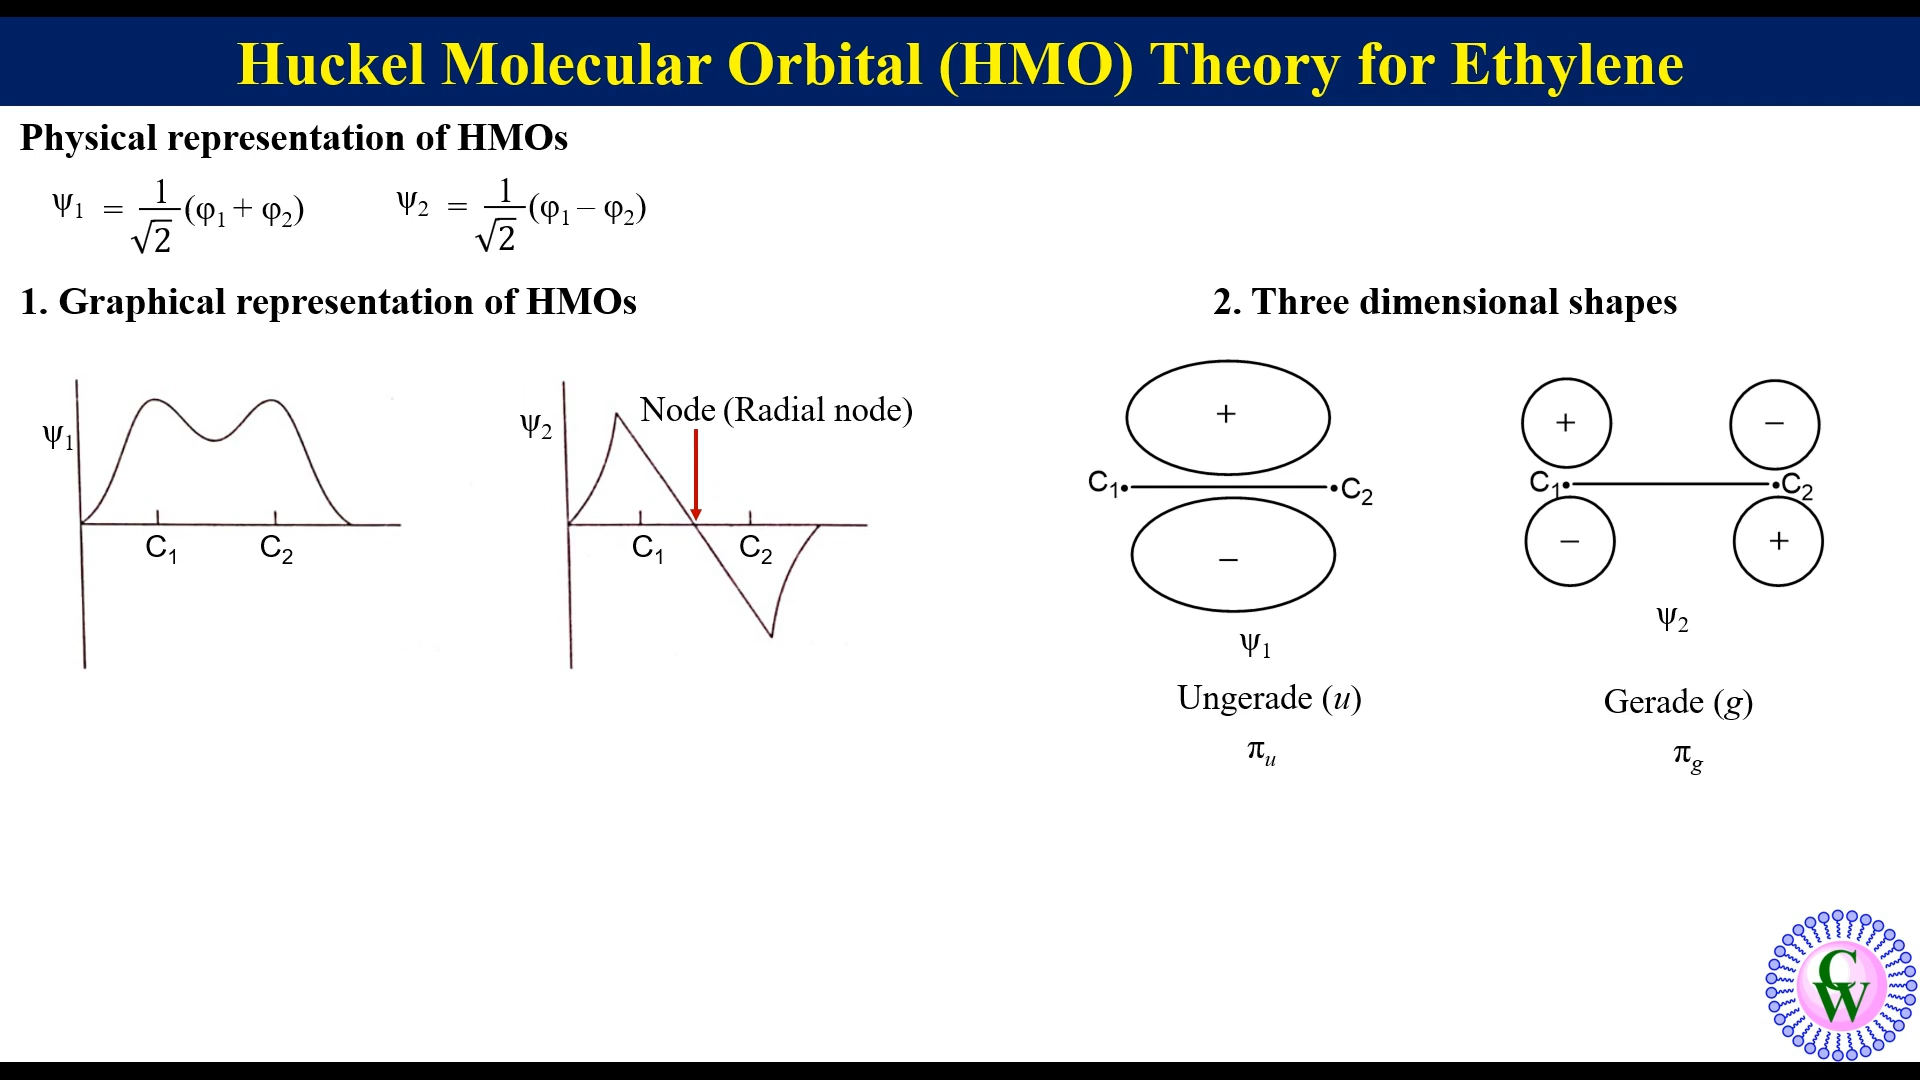 Huckel Molecular Orbital (HMO) Theory for Ethylene
Physical representation of HMOs
ψ₁ = 1/√2 (φ₁ + φ₂)
ψ₂ = 1/√2 (φ₁ – φ₂)
1. Graphical representation of HMOs
2. Three dimensional shapes
ψ₁
C₁
C₂
ψ₂
Node (Radial node)
C₁
C₂
+
C₁
C₂
–
ψ₁
Ungerade (u)
πᵤ
+
–
C₁
C₂
–
+
ψ₂
Gerade (g)
π_g
CW